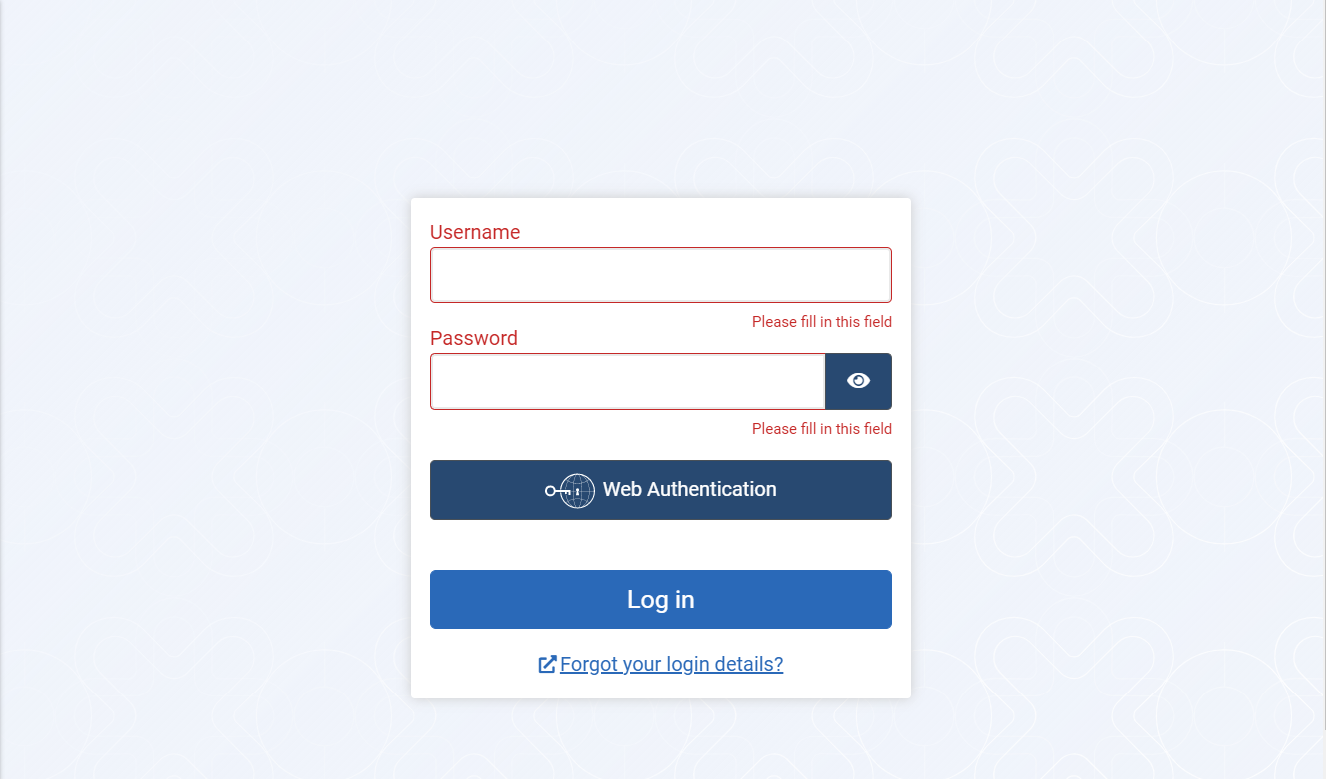 Username
Please fill in this field
Password
Please fill in this field
Web Authentication
Log in
Forgot your login details?